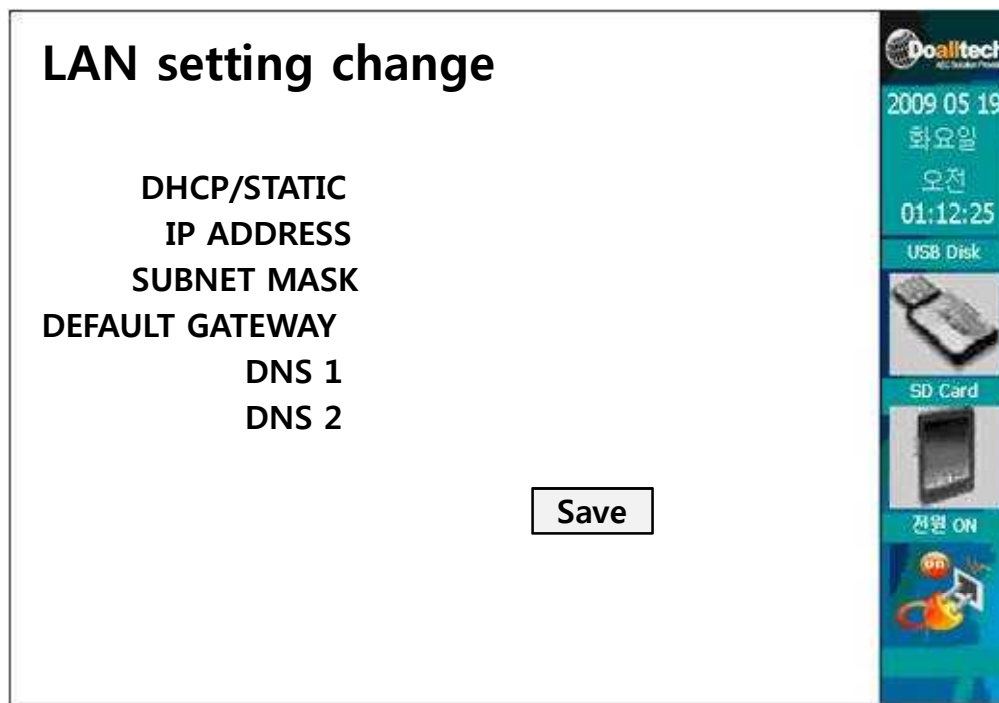 LAN setting change
DHCP/STATIC
IP ADDRESS
SUBNET MASK
DEFAULT GATEWAY
DNS 1
DNS 2
Save
Doalltech
2009 05 19
화요일
오전
01:12:25
USB Disk
SD Card
전원 ON
on